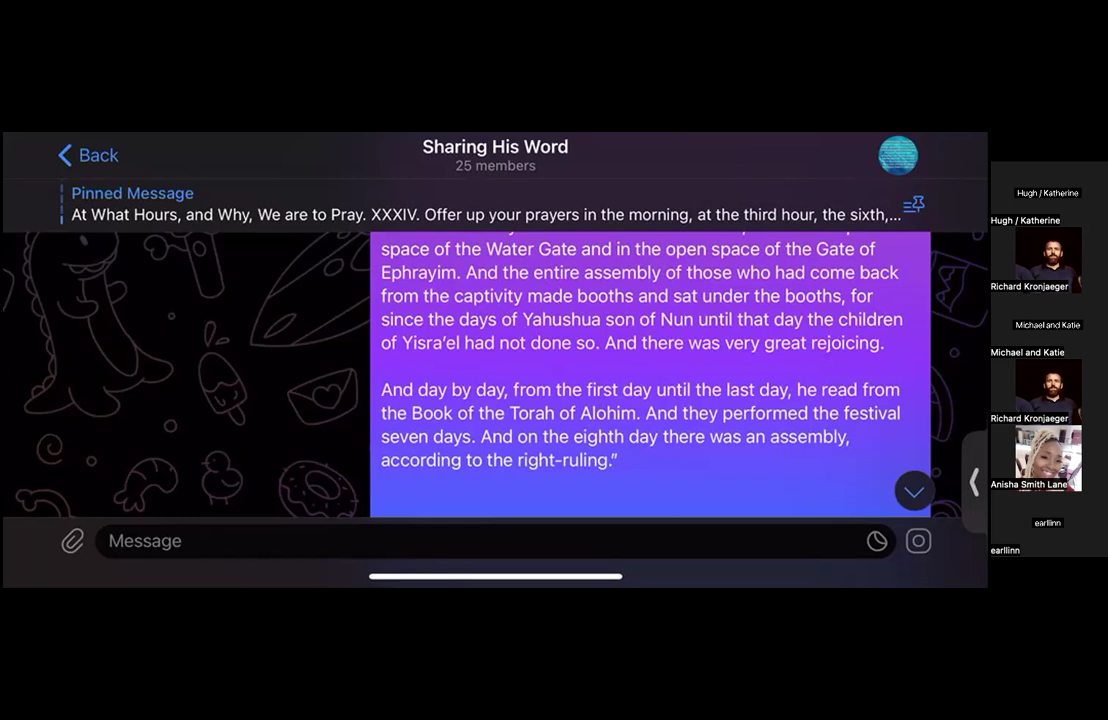 Back
Sharing His Word
25 members
Pinned Message
At What Hours, and Why, We are to Pray. XXXIV. Offer up your prayers in the morning, at the third hour, the sixth,...
space of the Water Gate and in the open space of the Gate of
Ephrayim. And the entire assembly of those who had come back
from the captivity made booths and sat under the booths, for
since the days of Yahushua son of Nun until that day the children
of Yisra’el had not done so. And there was very great rejoicing.
And day by day, from the first day until the last day, he read from
the Book of the Torah of Alohim. And they performed the festival
seven days. And on the eighth day there was an assembly,
according to the right-ruling.”
Message
Hugh / Katherine
Hugh / Katherine
Richard Kronjaeger
Michael and Katie
Michael and Katie
Richard Kronjaeger
Anisha Smith Lane
earllinn
earllinn